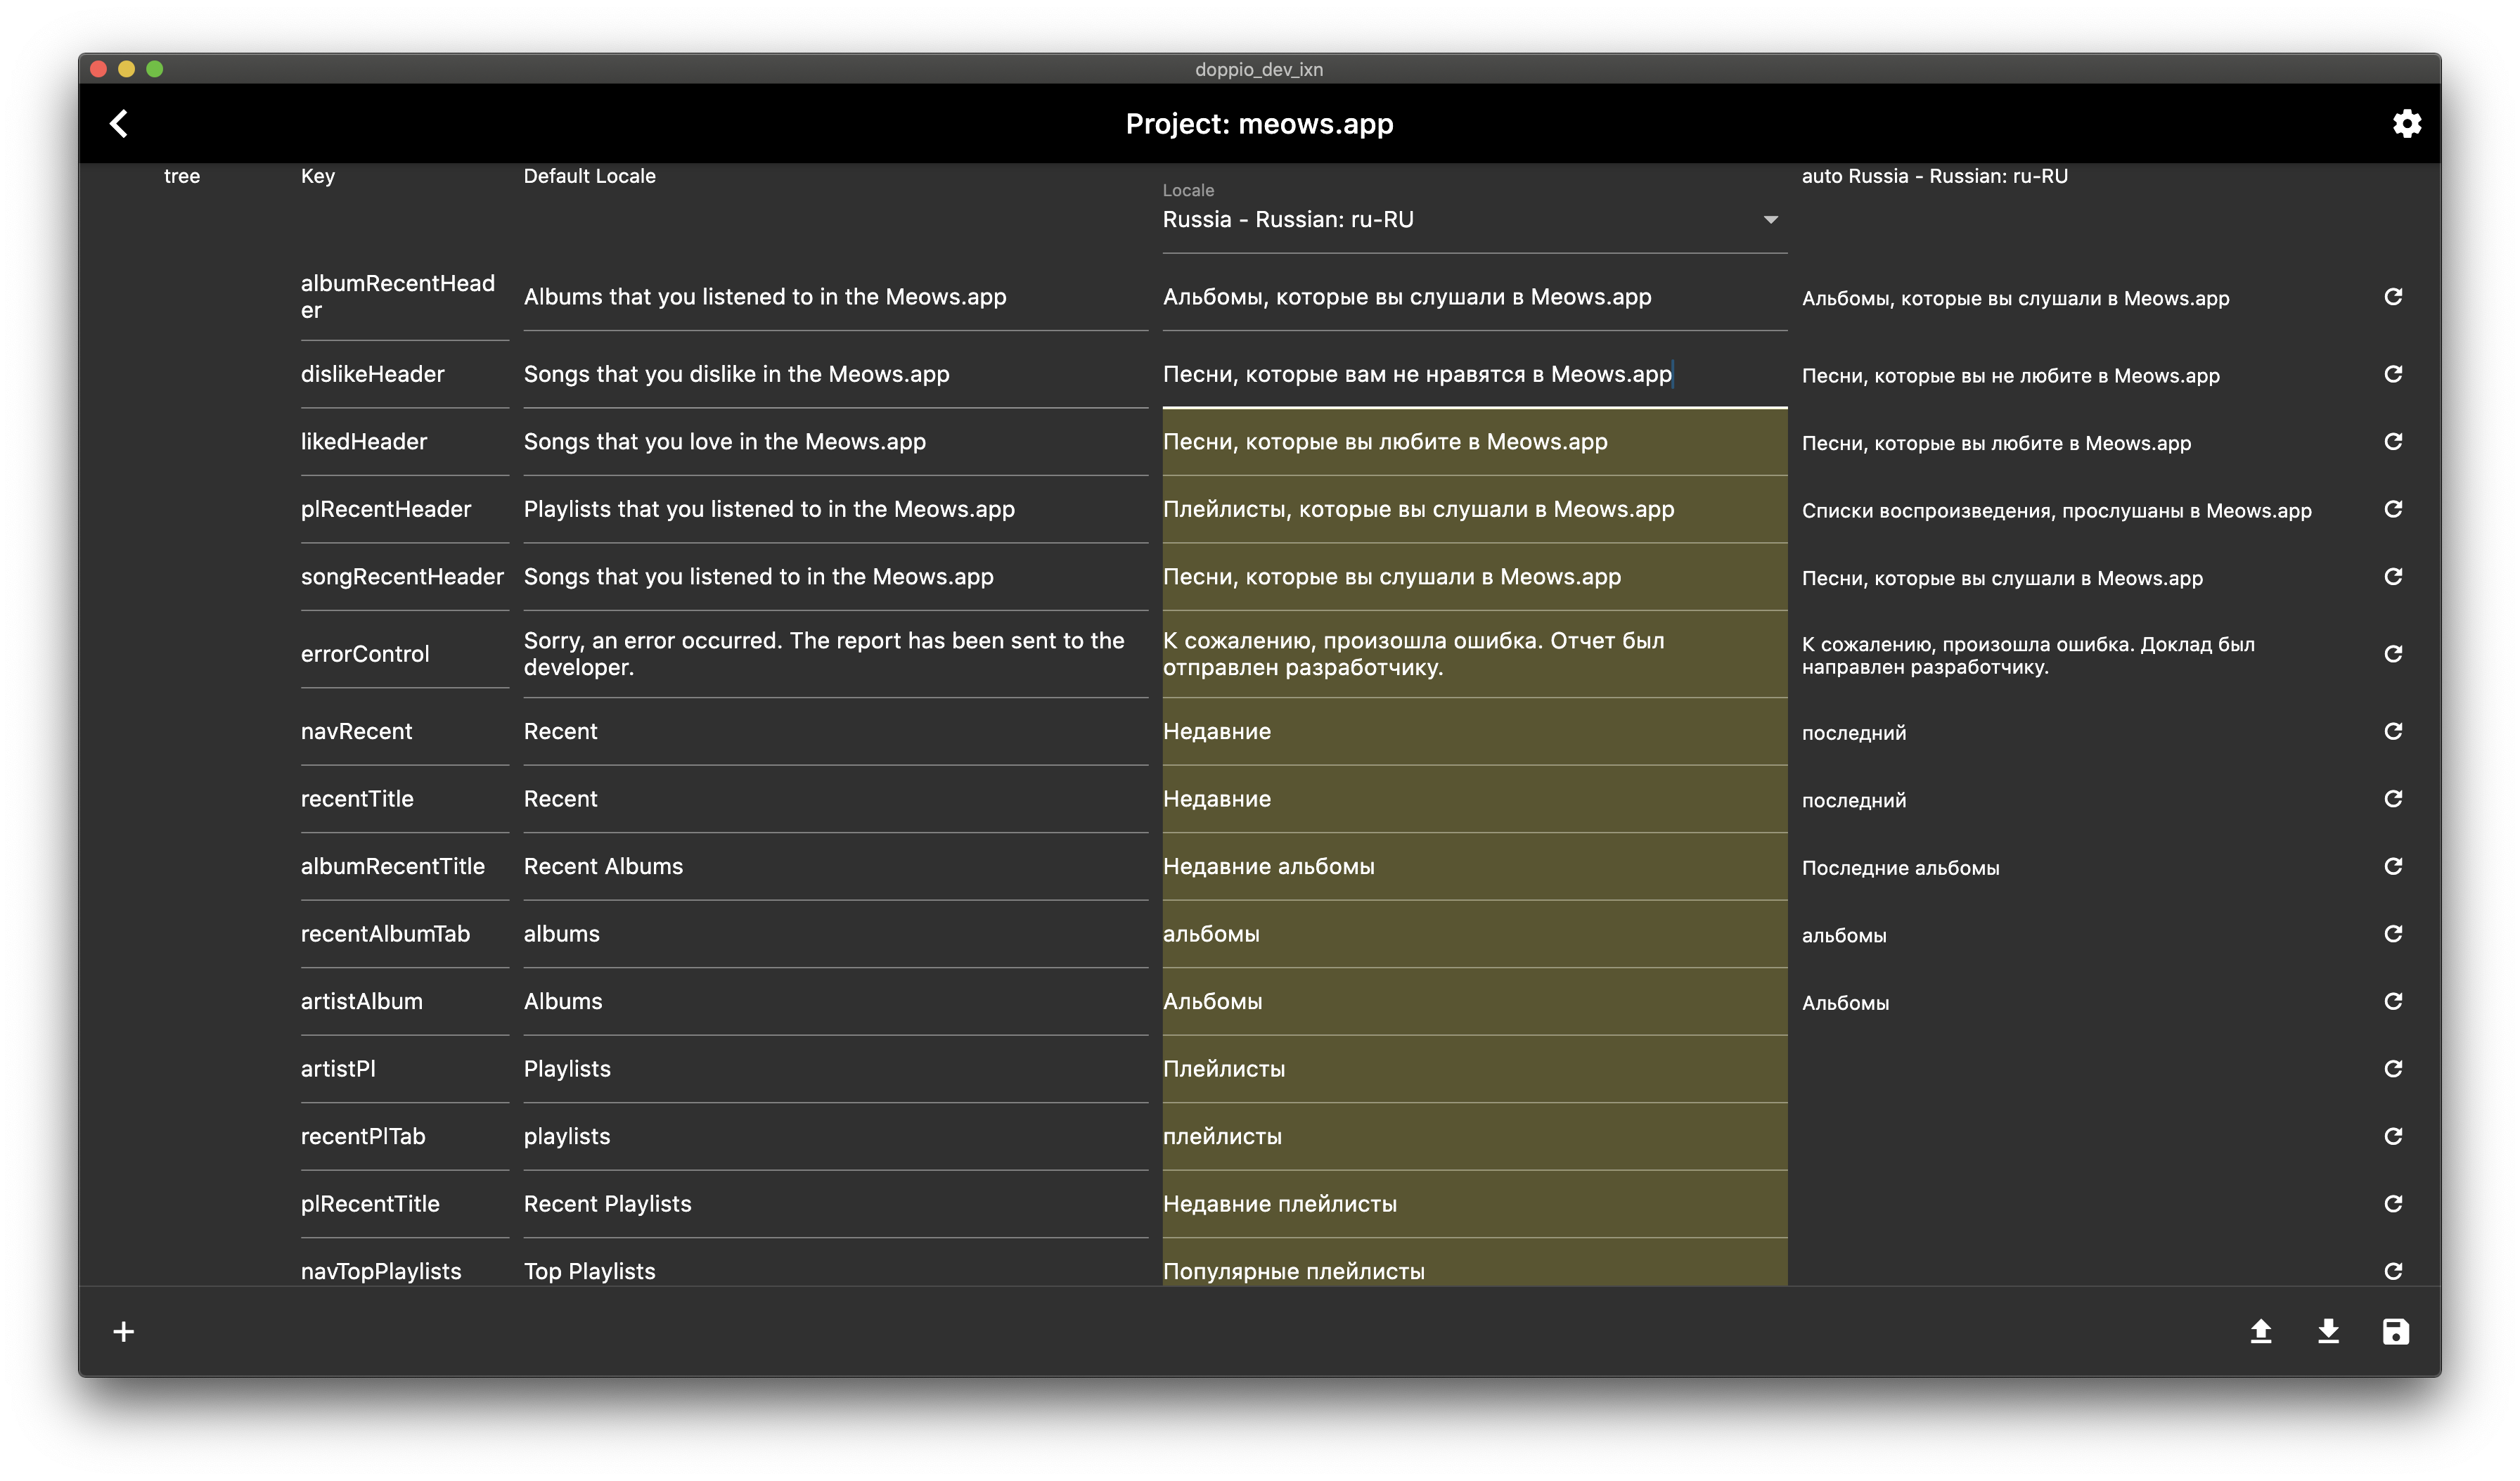 doppio_dev_ixn
Project: meows.app
tree
Key
Default Locale
Locale
Russia - Russian: ru-RU
auto Russia - Russian: ru-RU
albumRecentHead
er
Albums that you listened to in the Meows.app
Альбомы, которые вы слушали в Meows.app
Альбомы, которые вы слушали в Meows.app
dislikeHeader
Songs that you dislike in the Meows.app
Песни, которые вам не нравятся в Meows.app
Песни, которые вы не любите в Meows.app
likedHeader
Songs that you love in the Meows.app
Песни, которые вы любите в Meows.app
Песни, которые вы любите в Meows.app
plRecentHeader
Playlists that you listened to in the Meows.app
Плейлисты, которые вы слушали в Meows.app
Списки воспроизведения, прослушаны в Meows.app
songRecentHeader
Songs that you listened to in the Meows.app
Песни, которые вы слушали в Meows.app
Песни, которые вы слушали в Meows.app
errorControl
Sorry, an error occurred. The report has been sent to the
developer.
К сожалению, произошла ошибка. Отчет был
отправлен разработчику.
К сожалению, произошла ошибка. Доклад был
направлен разработчику.
navRecent
Recent
Недавние
последний
recentTitle
Recent
Недавние
последний
albumRecentTitle
Recent Albums
Недавние альбомы
Последние альбомы
recentAlbumTab
albums
альбомы
альбомы
artistAlbum
Albums
Альбомы
Альбомы
artistPl
Playlists
Плейлисты
recentPlTab
playlists
плейлисты
plRecentTitle
Recent Playlists
Недавние плейлисты
navTopPlaylists
Top Playlists
Популярные плейлисты